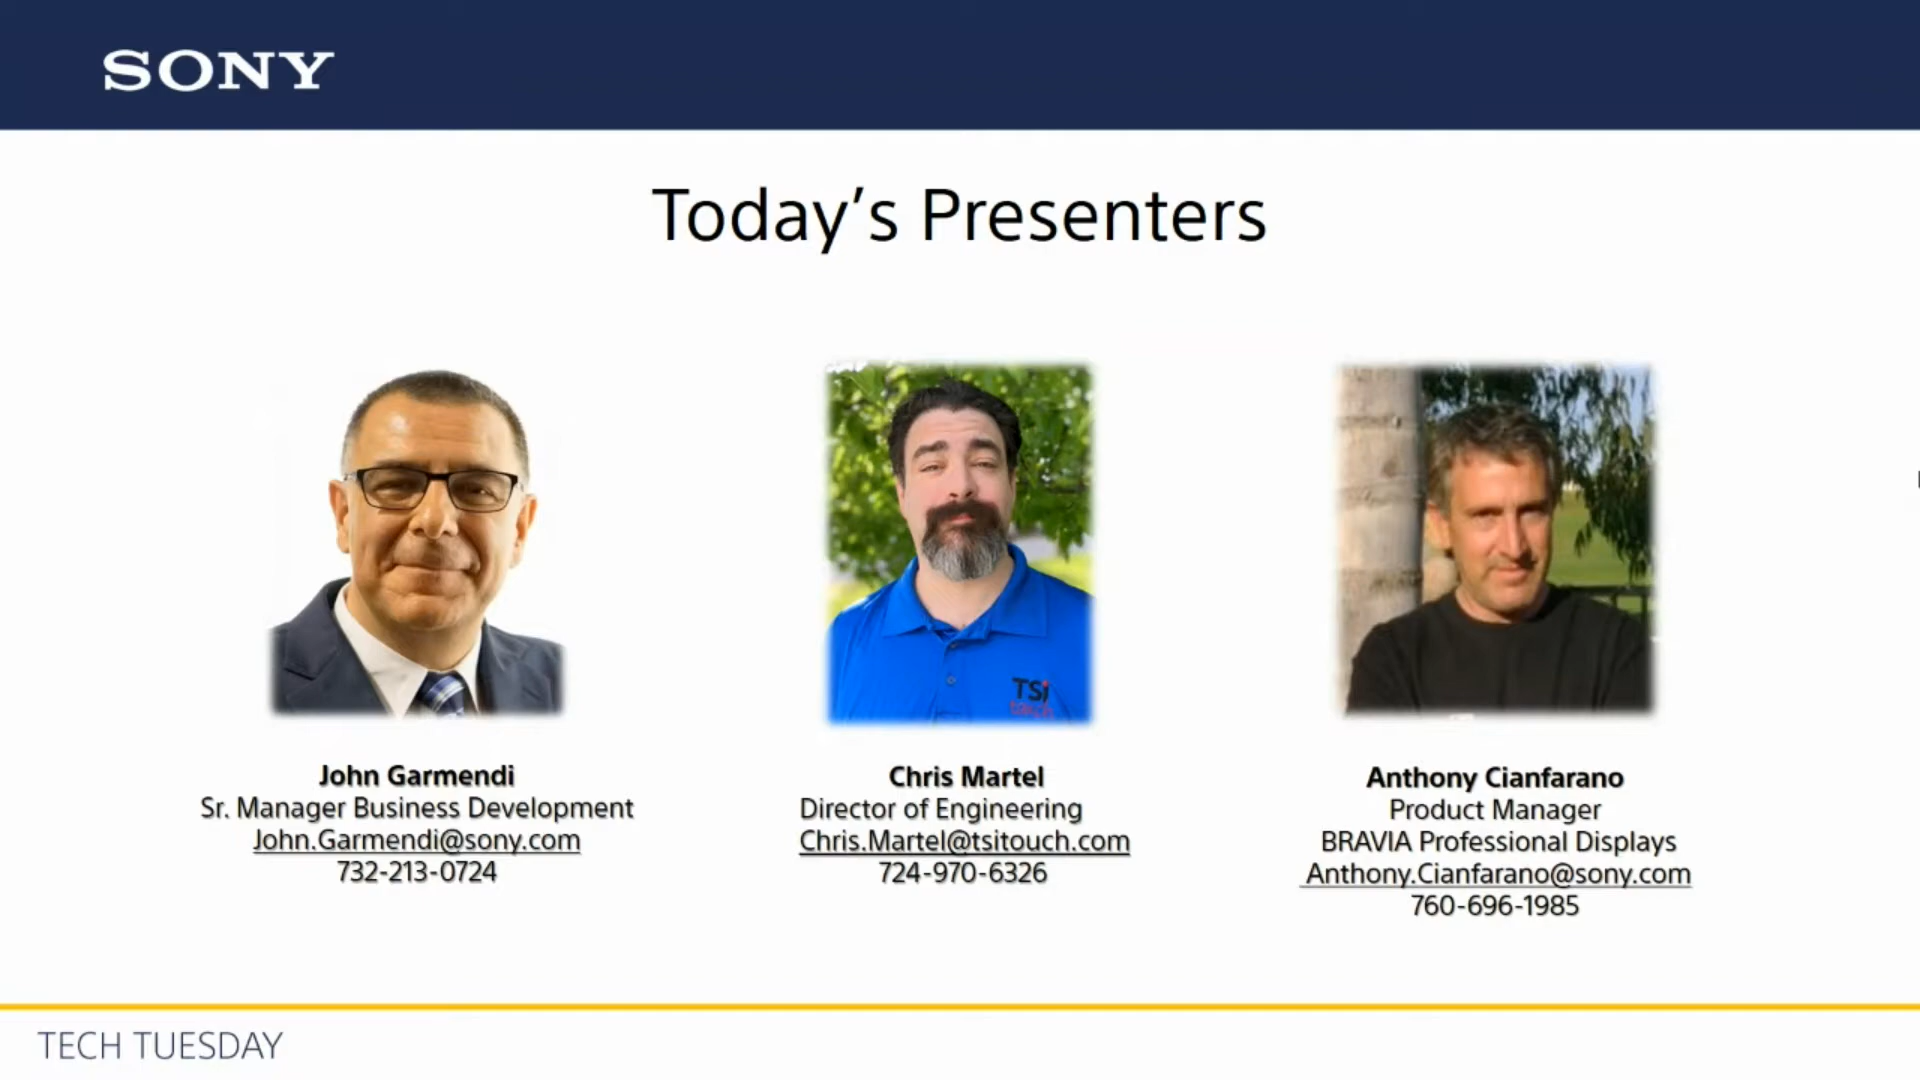 SONY
Today’s Presenters
TSi
touch
John Garmendi
Sr. Manager Business Development
John.Garmendi@sony.com
732-213-0724
Chris Martel
Director of Engineering
Chris.Martel@tsitouch.com
724-970-6326
Anthony Cianfarano
Product Manager
BRAVIA Professional Displays
Anthony.Cianfarano@sony.com
760-696-1985
TECH TUESDAY